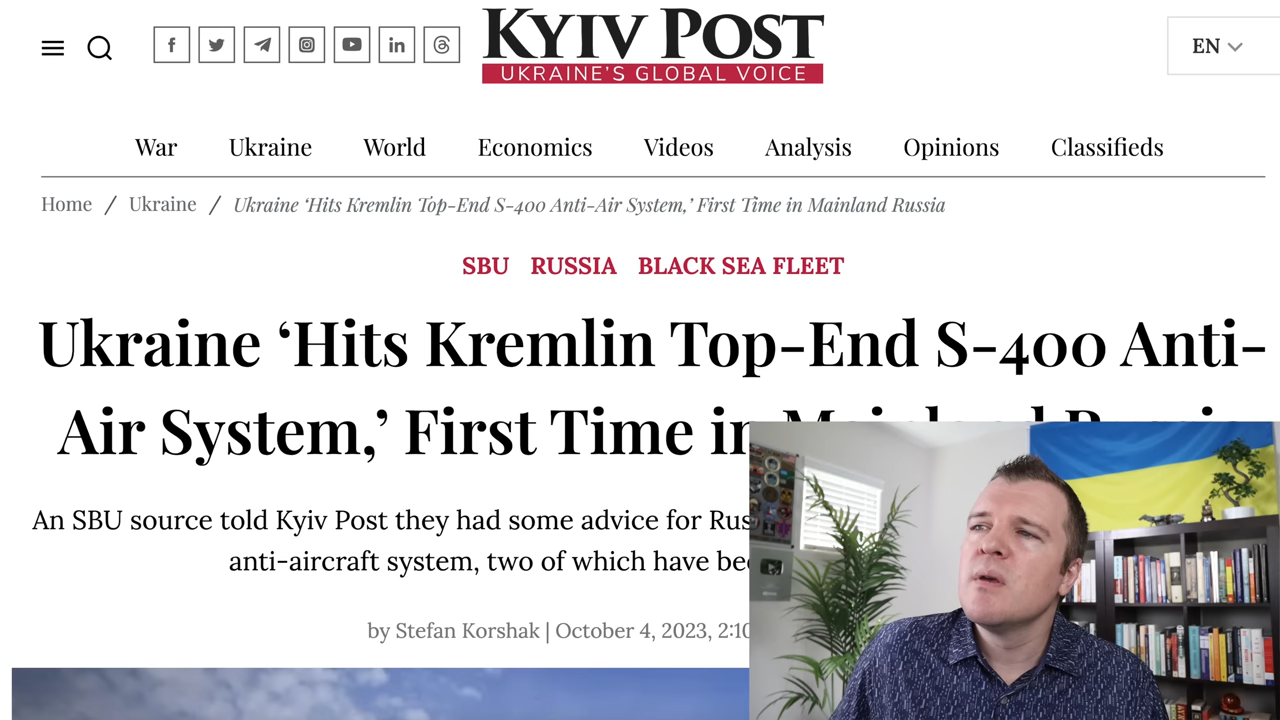 KYIV POST
UKRAINE'S GLOBAL VOICE
EN
War Ukraine World Economics Videos Analysis Opinions Classifieds
Home / Ukraine / Ukraine ‘Hits Kremlin Top-End S-400 Anti-Air System,’ First Time in Mainland Russia
SBU RUSSIA BLACK SEA FLEET
Ukraine ‘Hits Kremlin Top-End S-400 Anti-
Air System,’ First Time in Mainland Russia
An SBU source told Kyiv Post they had some advice for
anti-aircraft system, two of which have
by Stefan Korshak | October 4, 2023,